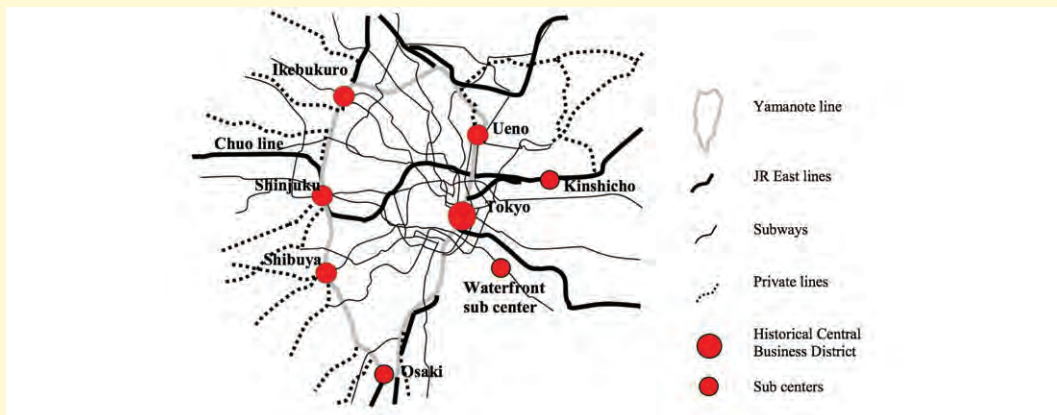 Ikebukuro
Ueno
Chuo line
Shinjuku
Kinshicho
Tokyo
Shibuya
Waterfront
sub center
Osaki
Yamanote line
JR East lines
Subways
Private lines
Historical Central
Business District
Sub centers